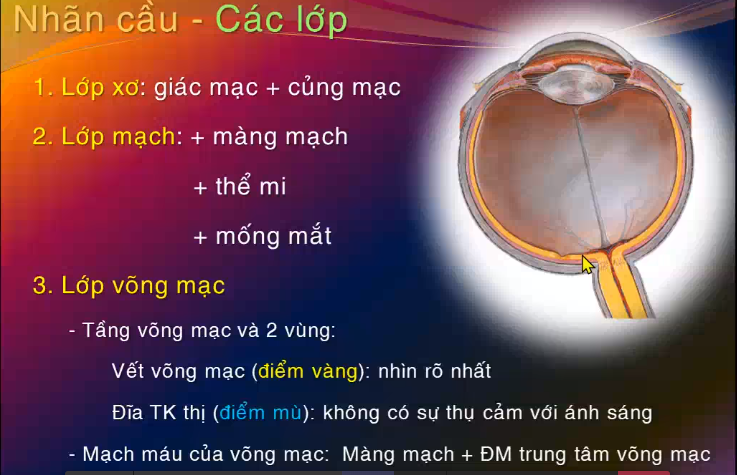 Nhãn cầu - Các lớp
1. Lớp xơ: giác mạc + củng mạc
2. Lớp mạch: + màng mạch
+ thể mi
+ mống mắt
3. Lớp võng mạc
- Tầng võng mạc và 2 vùng:
Vết võng mạc (điểm vàng): nhìn rõ nhất
Đĩa TK thị (điểm mù): không có sự thụ cảm với ánh sáng
- Mạch máu của võng mạc: Màng mạch + ĐM trung tâm võng mạc